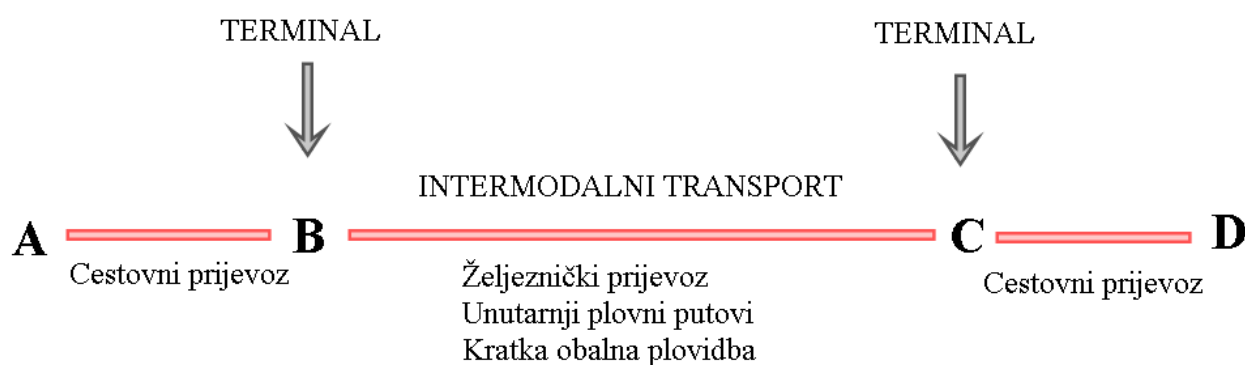 TERMINAL
TERMINAL
INTERMODALNI TRANSPORT
A B C D
Cestovni prijevoz
Željeznički prijevoz
Unutarnji plovni putovi
Kratka obalna plovidba
Cestovni prijevoz